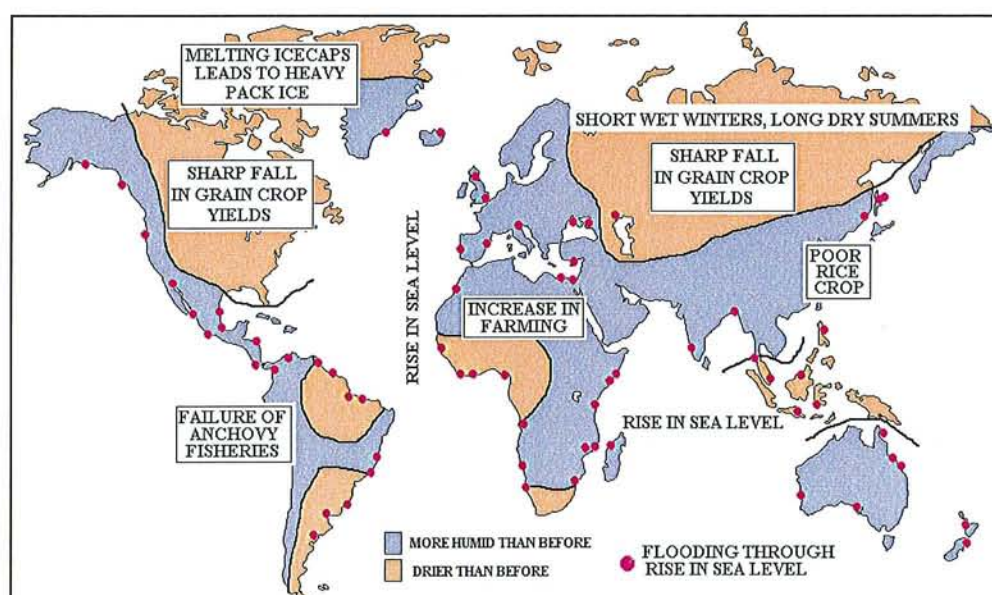 MELTING ICECAPS
LEADS TO HEAVY
PACK ICE
SHORT WET WINTERS, LONG DRY SUMMERS
SHARP FALL
IN GRAIN CROP
YIELDS
SHARP FALL
IN GRAIN CROP
YIELDS
RISE IN SEA LEVEL
POOR
RICE
CROP
INCREASE IN
FARMING
FAILURE OF
ANCHOVY
FISHERIES
RISE IN SEA LEVEL
MORE HUMID THAN BEFORE
DRIER THAN BEFORE
FLOODING THROUGH
RISE IN SEA LEVEL